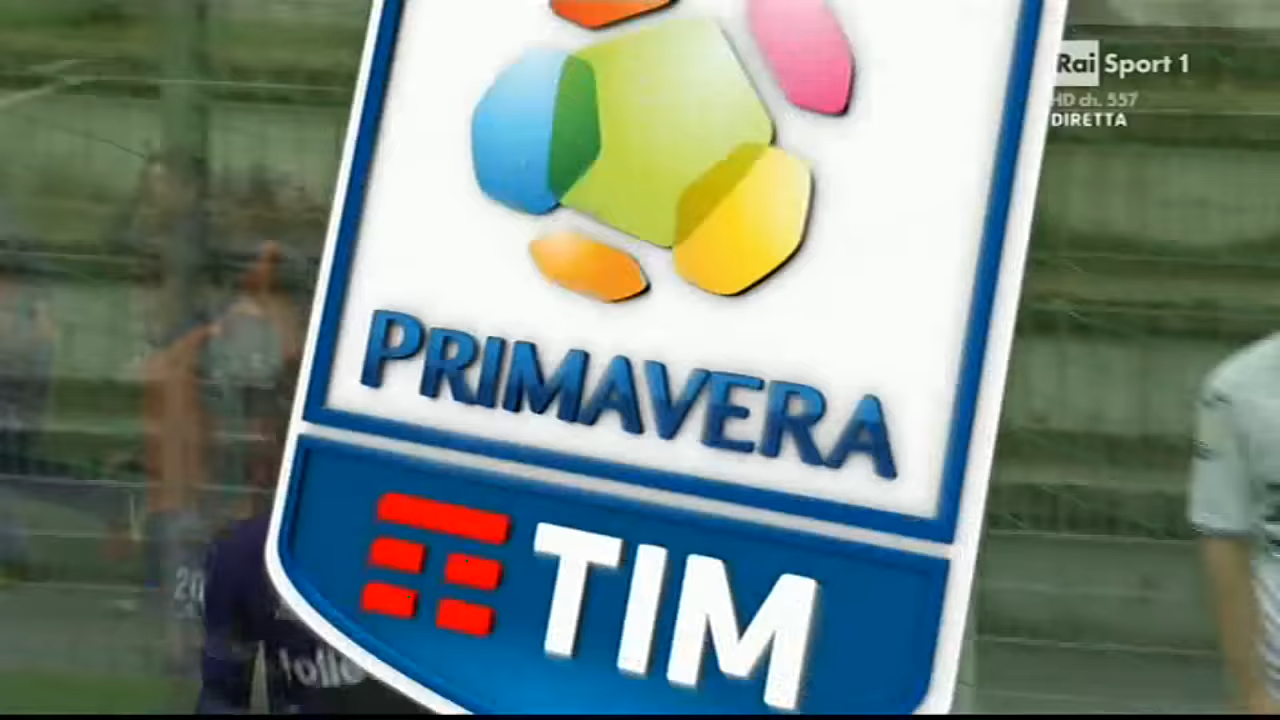 Rai Sport 1
HD ch. 557
DIRETTA
PRIMAVERA
TIM